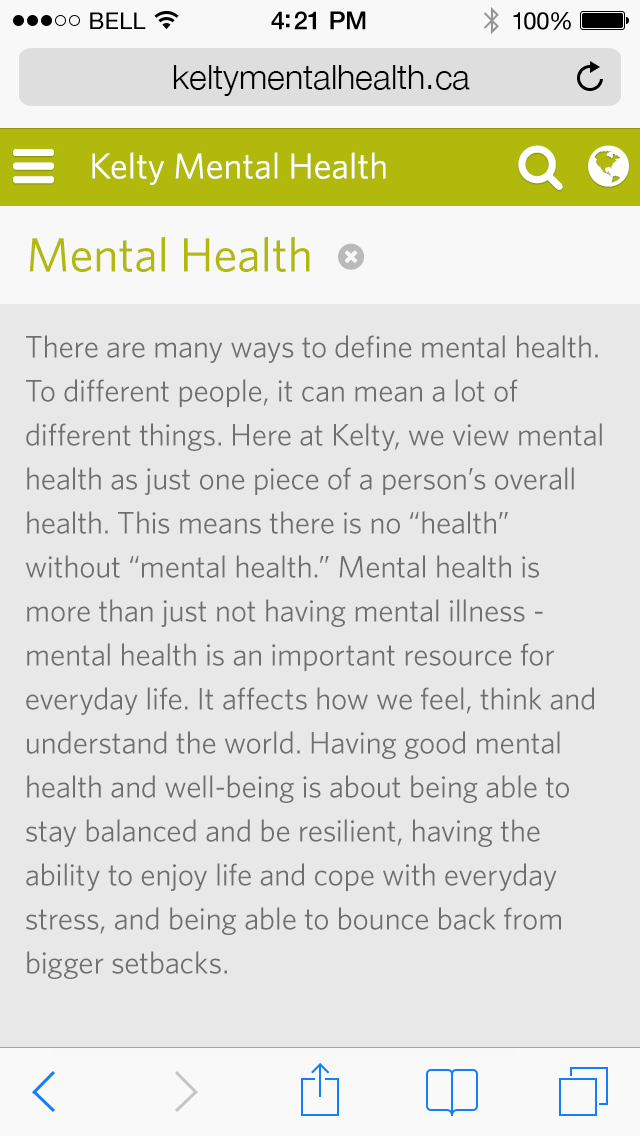 BELL 4:21 PM 100%
keltymentalhealth.ca
Kelty Mental Health
Mental Health
There are many ways to define mental health.
To different people, it can mean a lot of
different things. Here at Kelty, we view mental
health as just one piece of a person’s overall
health. This means there is no “health”
without “mental health.” Mental health is
more than just not having mental illness -
mental health is an important resource for
everyday life. It affects how we feel, think and
understand the world. Having good mental
health and well-being is about being able to
stay balanced and be resilient, having the
ability to enjoy life and cope with everyday
stress, and being able to bounce back from
bigger setbacks.